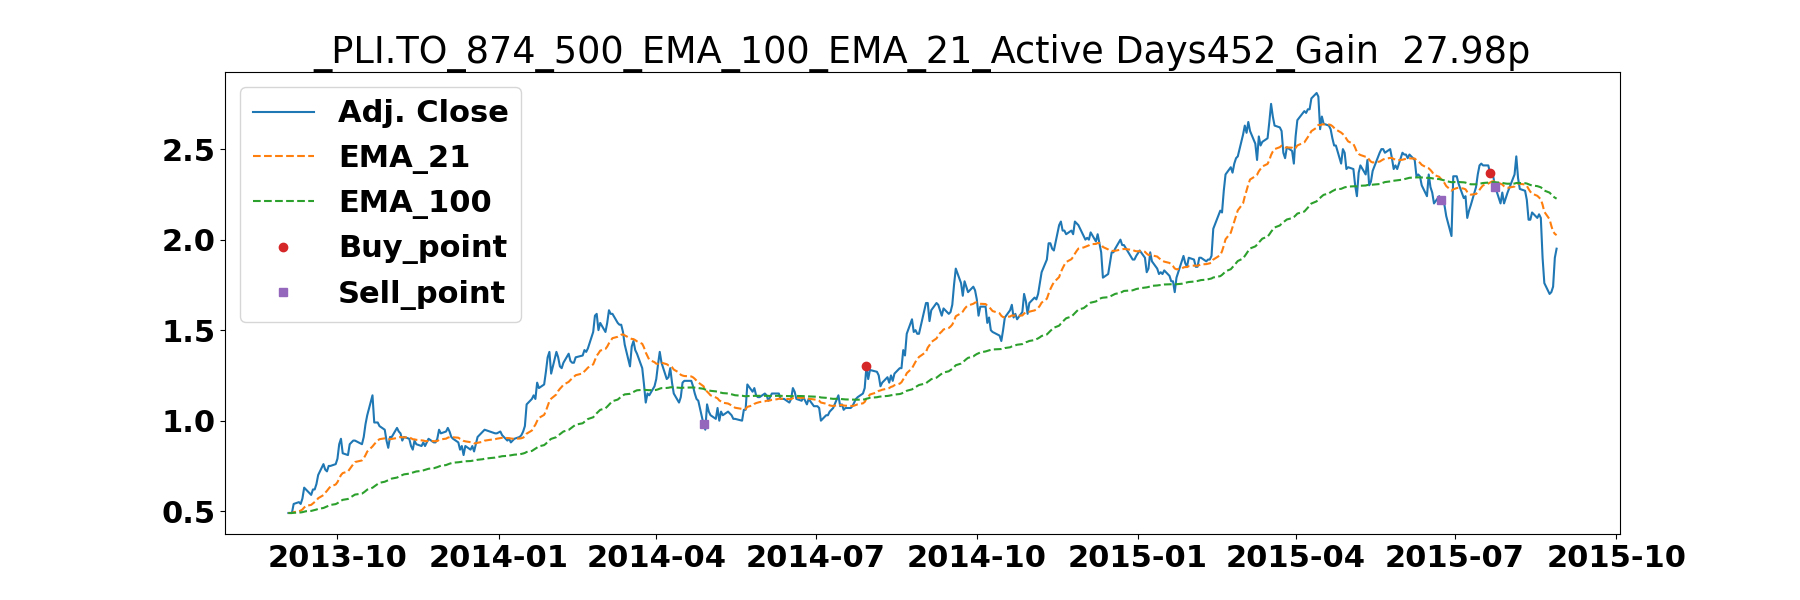 _PLI.TO_874_500_EMA_100_EMA_21_Active Days452_Gain  27.98p
Adj. Close
EMA_21
EMA_100
Buy_point
Sell_point
2.5
2.0
1.5
1.0
0.5
2013-10 2014-01 2014-04 2014-07 2014-10 2015-01 2015-04 2015-07 2015-10